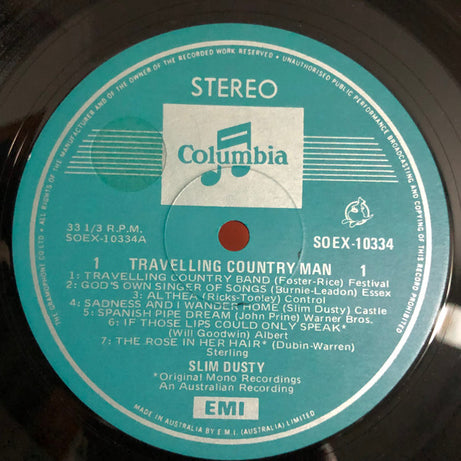 ALL RIGHTS OF THE MANUFACTURER AND OF THE OWNER OF THE RECORDED WORK RESERVED • UNAUTHORISED PUBLIC PERFORMANCE BROADCASTING AND COPYING OF THIS RECORD PROHIBITED
STEREO
Columbia
33 1/3 R.P.M.
SOEX-10334A
SOEX-10334
1 TRAVELLING COUNTRY MAN 1
1: TRAVELLING COUNTRY BAND (Foster-Rice) Festival
2: GOD'S OWN SINGER OF SONGS (Burnie-Leadon) Essex
3: ALTHEA (Ricks-Tonley) Control
4: SADNESS AND I WANDER HOME (Slim Dusty) Castle
5: SPANISH PIPE DREAM (John Prine) Warner Bros.
6: IF THOSE LIPS COULD ONLY SPEAK*
(Will Goodwin) Albert
7: THE ROSE IN HER HAIR* (Dubin-Warren)
Sterling
SLIM DUSTY
*Original Mono Recordings
An Australian Recording
EMI
THE GRAMOPHONE CO. LTD.
MADE IN AUSTRALIA BY E.M.I. (AUSTRALIA) LIMITED